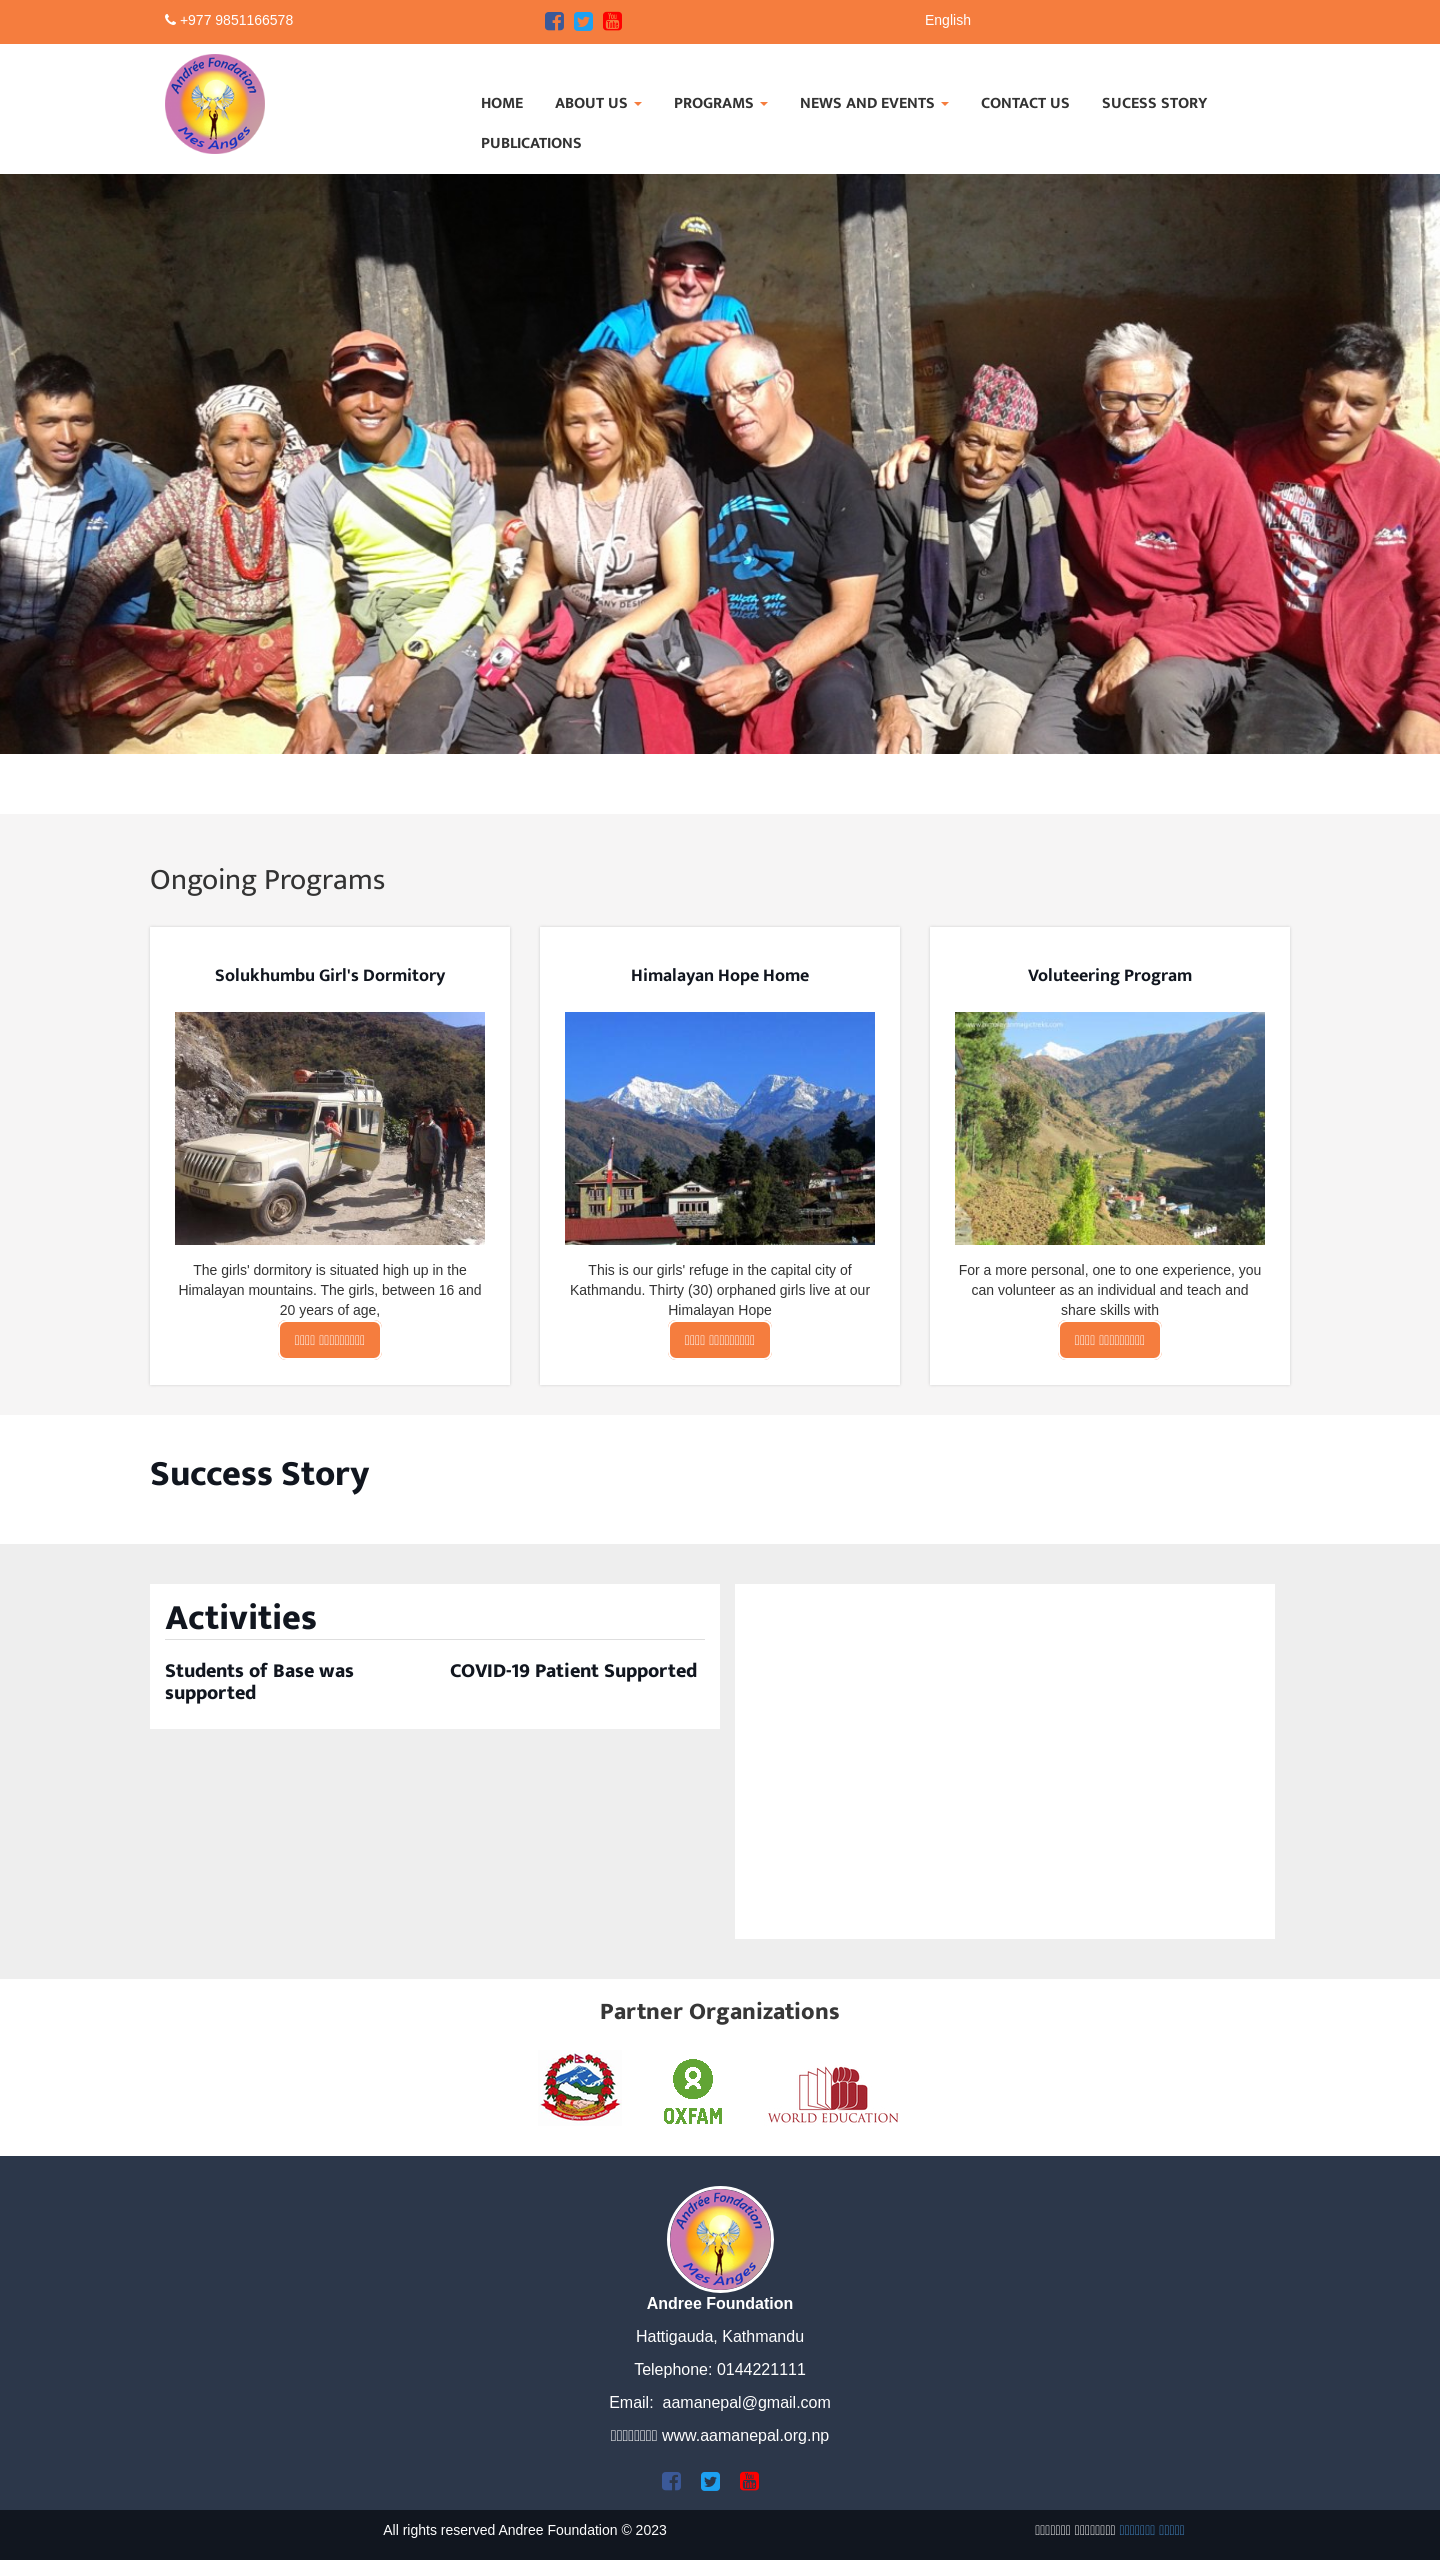 +977 9851166578
English
Andrée Fondation
Mes Anges
HOME ABOUT US PROGRAMS NEWS AND EVENTS CONTACT US SUCESS STORY
PUBLICATIONS
Ongoing Programs
Solukhumbu Girl's Dormitory
The girls' dormitory is situated high up in the
Himalayan mountains. The girls, between 16 and
20 years of age,
Himalayan Hope Home
This is our girls' refuge in the capital city of
Kathmandu. Thirty (30) orphaned girls live at our
Himalayan Hope
Voluteering Program
For a more personal, one to one experience, you
can volunteer as an individual and teach and
share skills with
Success Story
Activities
Students of Base was
supported
COVID-19 Patient Supported
Partner Organizations
OXFAM
WORLD EDUCATION
Andrée Fondation
Mes Anges
Andree Foundation
Hattigauda, Kathmandu
Telephone: 0144221111
Email: aamanepal@gmail.com
www.aamanepal.org.np
All rights reserved Andree Foundation © 2023